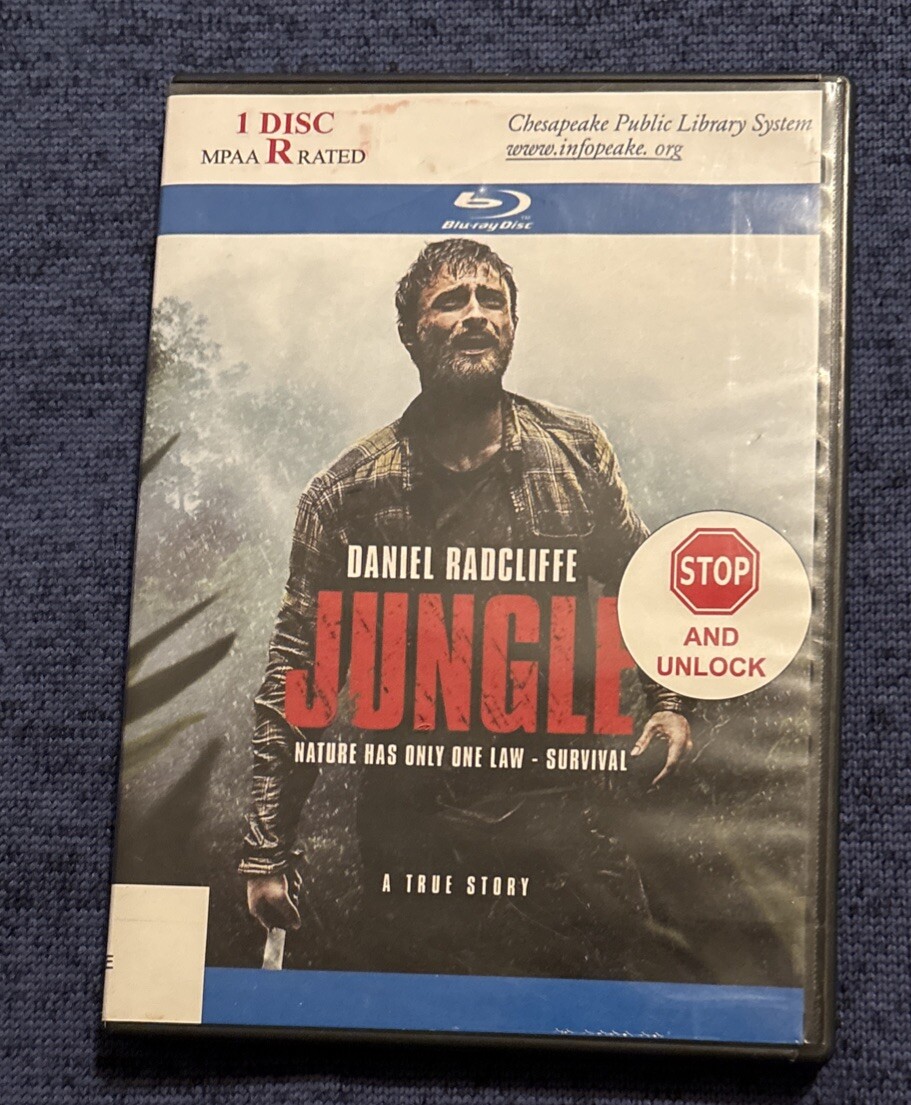 1 DISC
MPAA R RATED
Chesapeake Public Library System
www.infopeake. org
Blu-ray Disc™
DANIEL RADCLIFFE
JUNGLE
NATURE HAS ONLY ONE LAW - SURVIVAL
A TRUE STORY
STOP
AND
UNLOCK